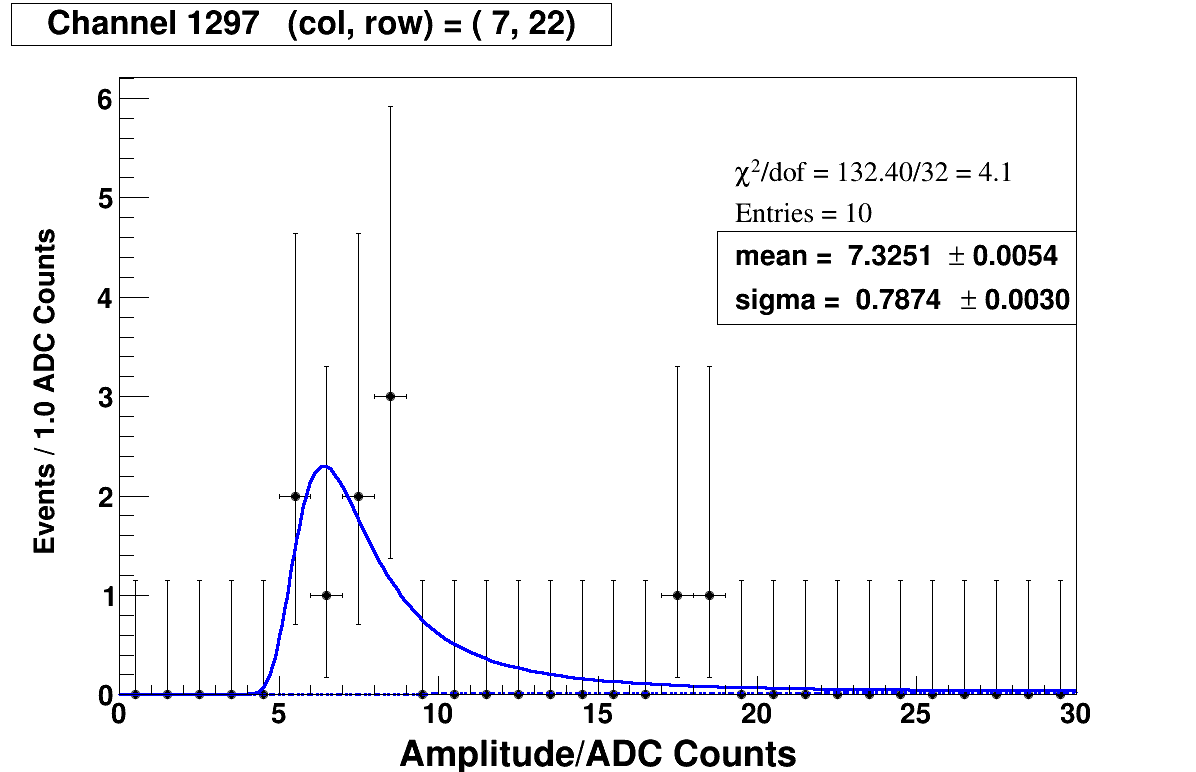 Channel 1297 (col, row) = ( 7, 22)
6
5
4
3
2
1
0
Events / 1.0 ADC Counts
χ²/dof = 132.40/32 = 4.1
Entries = 10
mean = 7.3251 ± 0.0054
sigma = 0.7874 ± 0.0030
0 5 10 15 20 25 30
Amplitude/ADC Counts